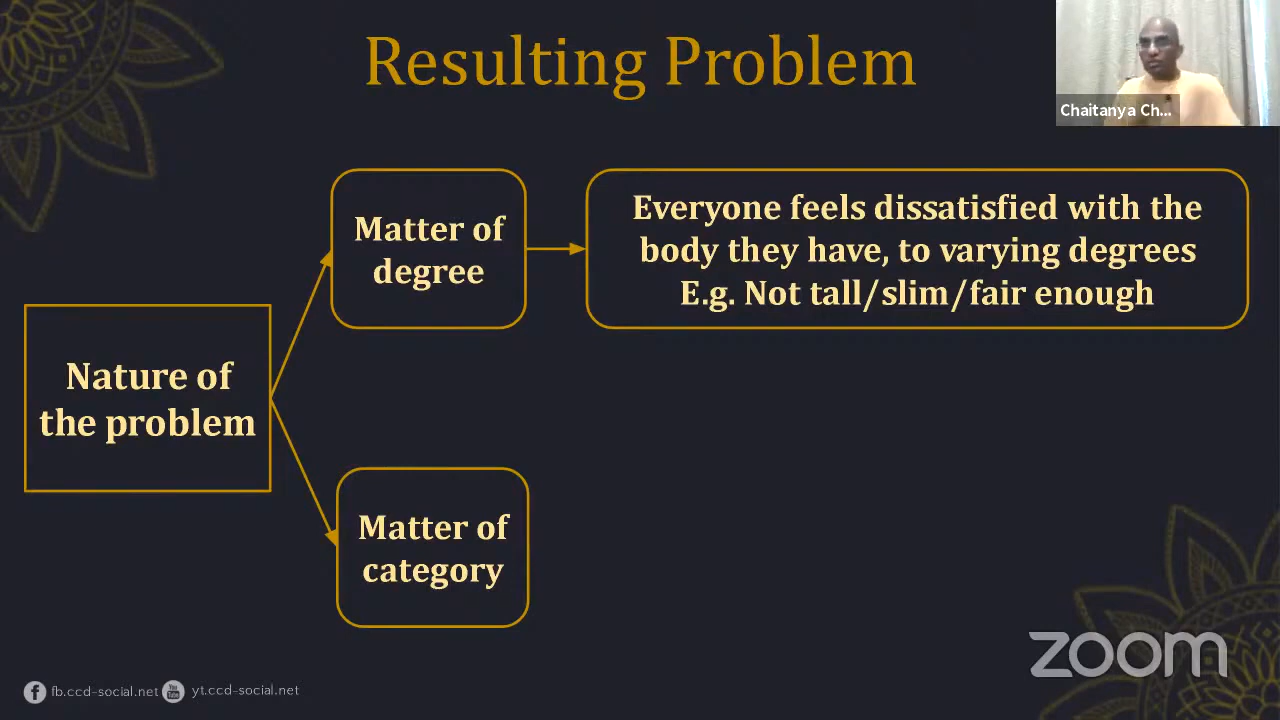 Resulting Problem
Chaitanya Ch...
Matter of
degree
Everyone feels dissatisfied with the
body they have, to varying degrees
E.g. Not tall/slim/fair enough
Nature of
the problem
Matter of
category
zoom
fb.ccd-social.net
You
Tube
yt.ccd-social.net